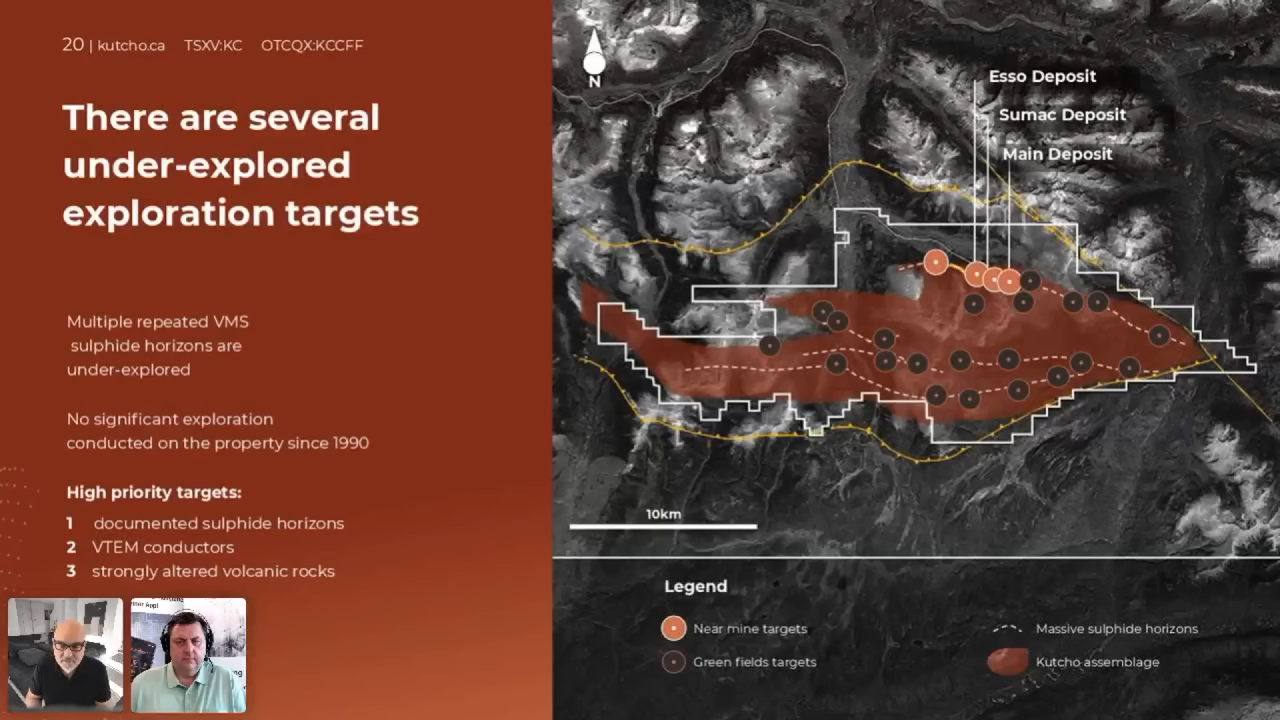 20 | kutcho.ca TSXV:KC OTCQX:KCCFF
There are several
under-explored
exploration targets
Multiple repeated VMS
sulphide horizons are
under-explored
No significant exploration
conducted on the property since 1990
High priority targets:
1 documented sulphide horizons
2 VTEM conductors
3 strongly altered volcanic rocks
N
Esso Deposit
Sumac Deposit
Main Deposit
10km
Legend
Near mine targets
Green fields targets
Massive sulphide horizons
Kutcho assemblage